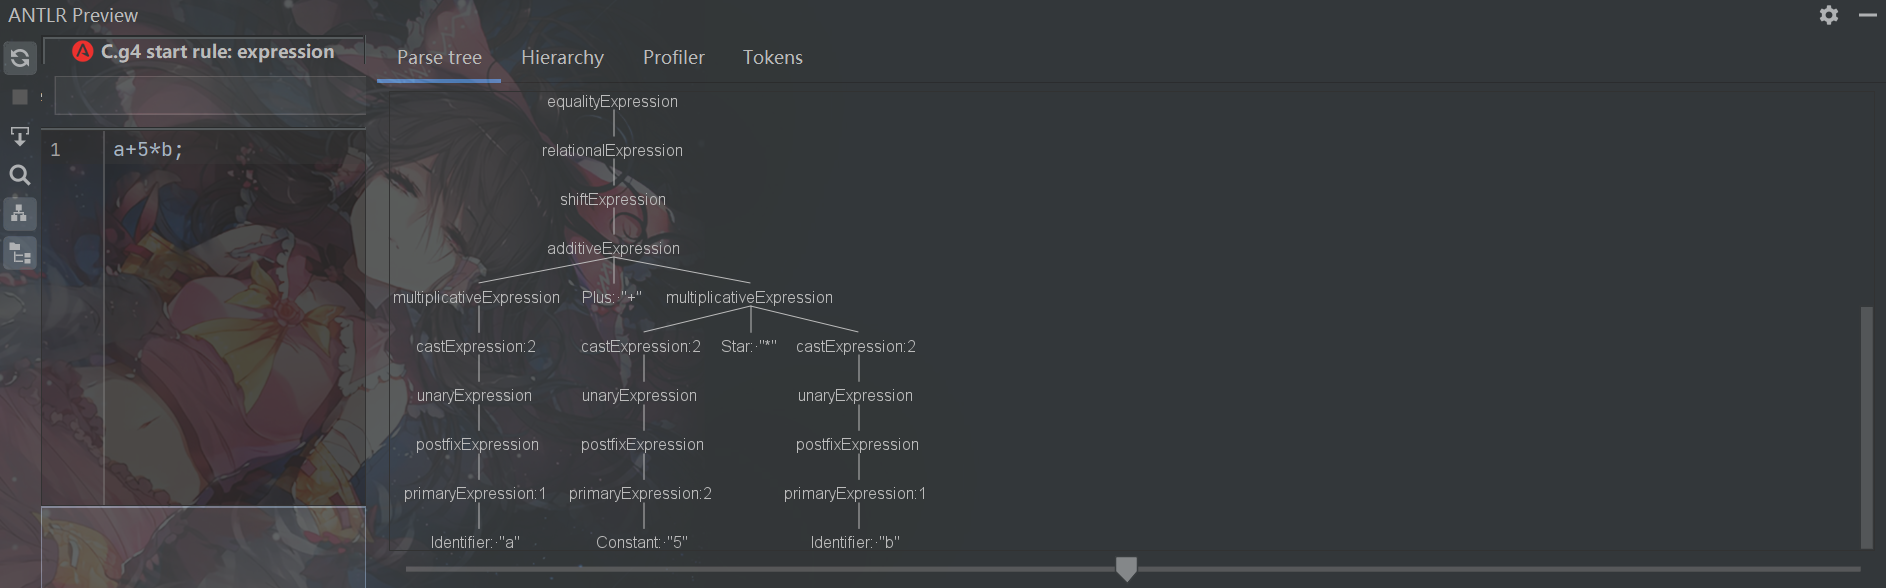 ANTLR Preview
C.g4 start rule: expression
Parse tree Hierarchy Profiler Tokens
1 a+5*b;
equalityExpression
relationalExpression
shiftExpression
additiveExpression
multiplicativeExpression Plus:·"+" multiplicativeExpression
castExpression:2 castExpression:2 Star:·"*" castExpression:2
unaryExpression unaryExpression unaryExpression
postfixExpression postfixExpression postfixExpression
primaryExpression:1 primaryExpression:2 primaryExpression:1
Identifier:·"a" Constant:·"5" Identifier:·"b"